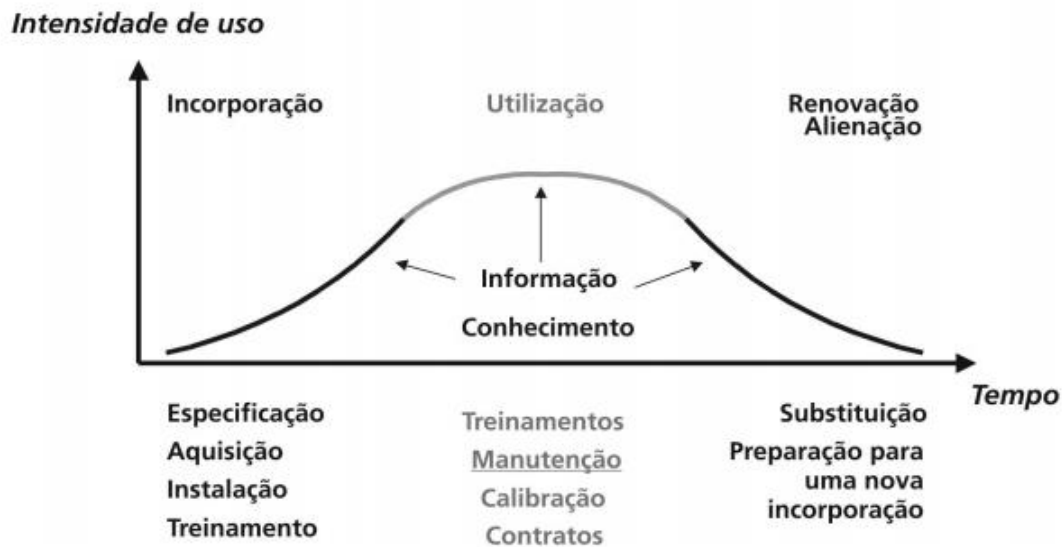 Intensidade de uso
Incorporação
Utilização
Renovação
Alienação
Informação
Conhecimento
Tempo
Especificação
Aquisição
Instalação
Treinamento
Treinamentos
Manutenção
Calibração
Contratos
Substituição
Preparação para
uma nova
incorporação